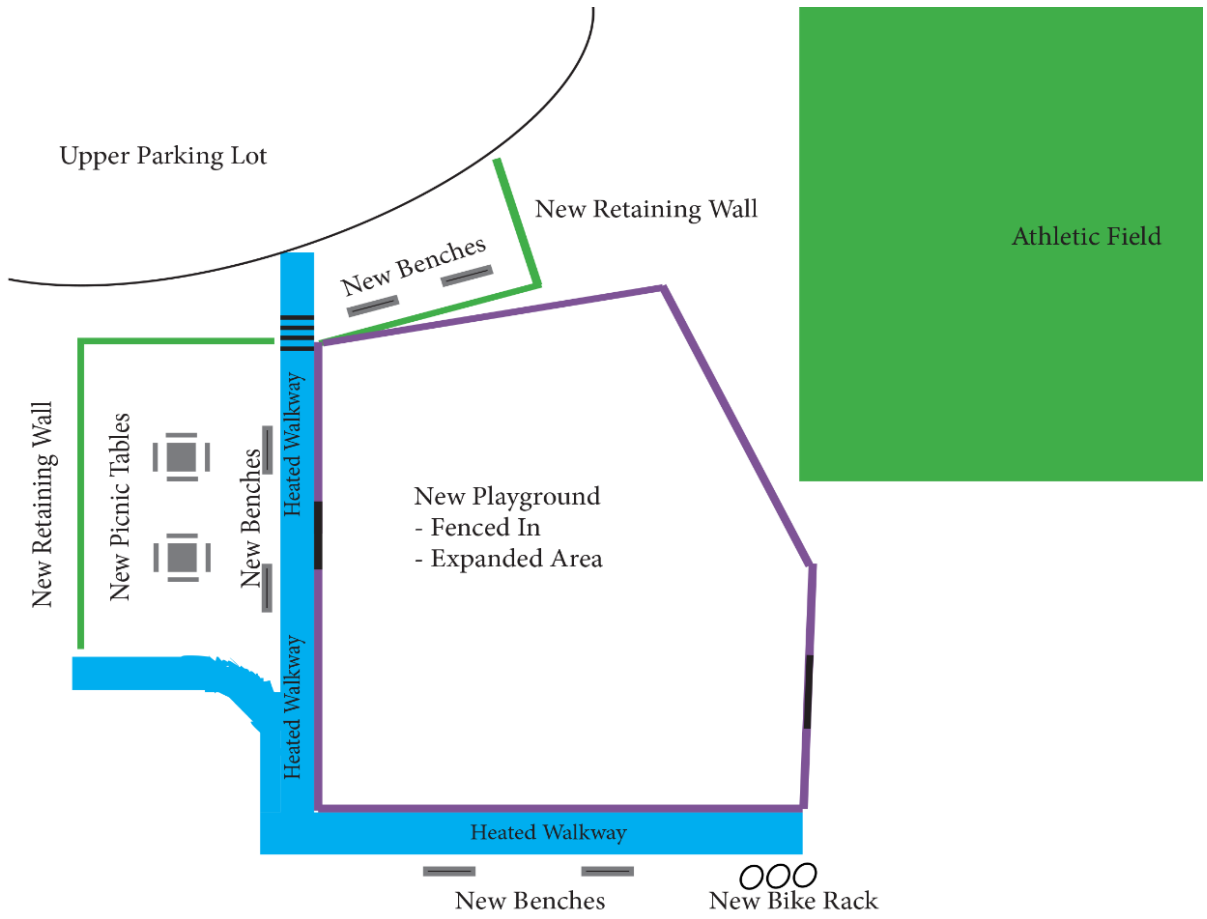 Upper Parking Lot
New Retaining Wall
Athletic Field
New Benches
Heated Walkway
New Retaining Wall
New Picnic Tables
New Benches
New Playground
- Fenced In
- Expanded Area
Heated Walkway
Heated Walkway
New Benches
New Bike Rack